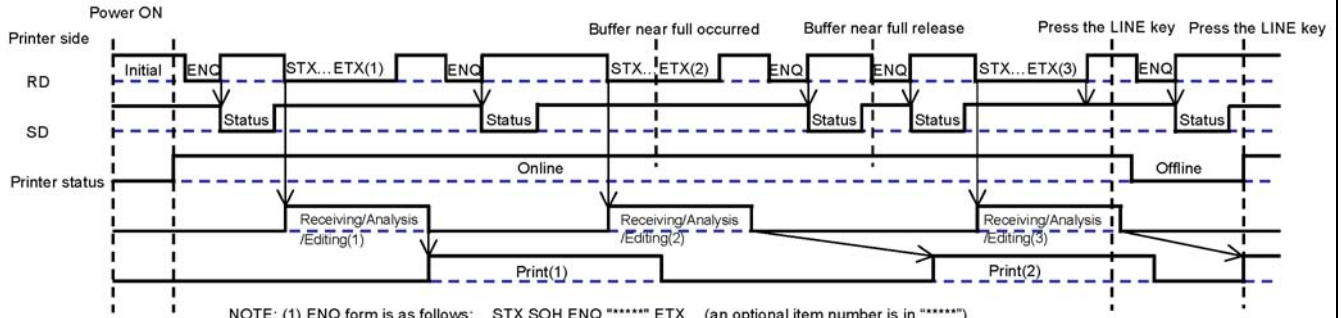 Power ON
Buffer near full occurred Buffer near full release Press the LINE key Press the LINE key
Printer side
Initial ENQ STX...ETX(1) ENQ STX...ETX(2) ENQ ENQ STX...ETX(3) ENQ
RD
Status Status Status Status Status
SD
Online Offline
Printer status
Receiving/Analysis Receiving/Analysis Receiving/Analysis
/Editing(1) /Editing(2) /Editing(3)
Print(1) Print(2)
NOTE: (1) ENQ form is as follows: STX SOH ENQ "*****" ETX (an optional item number is in "*****")